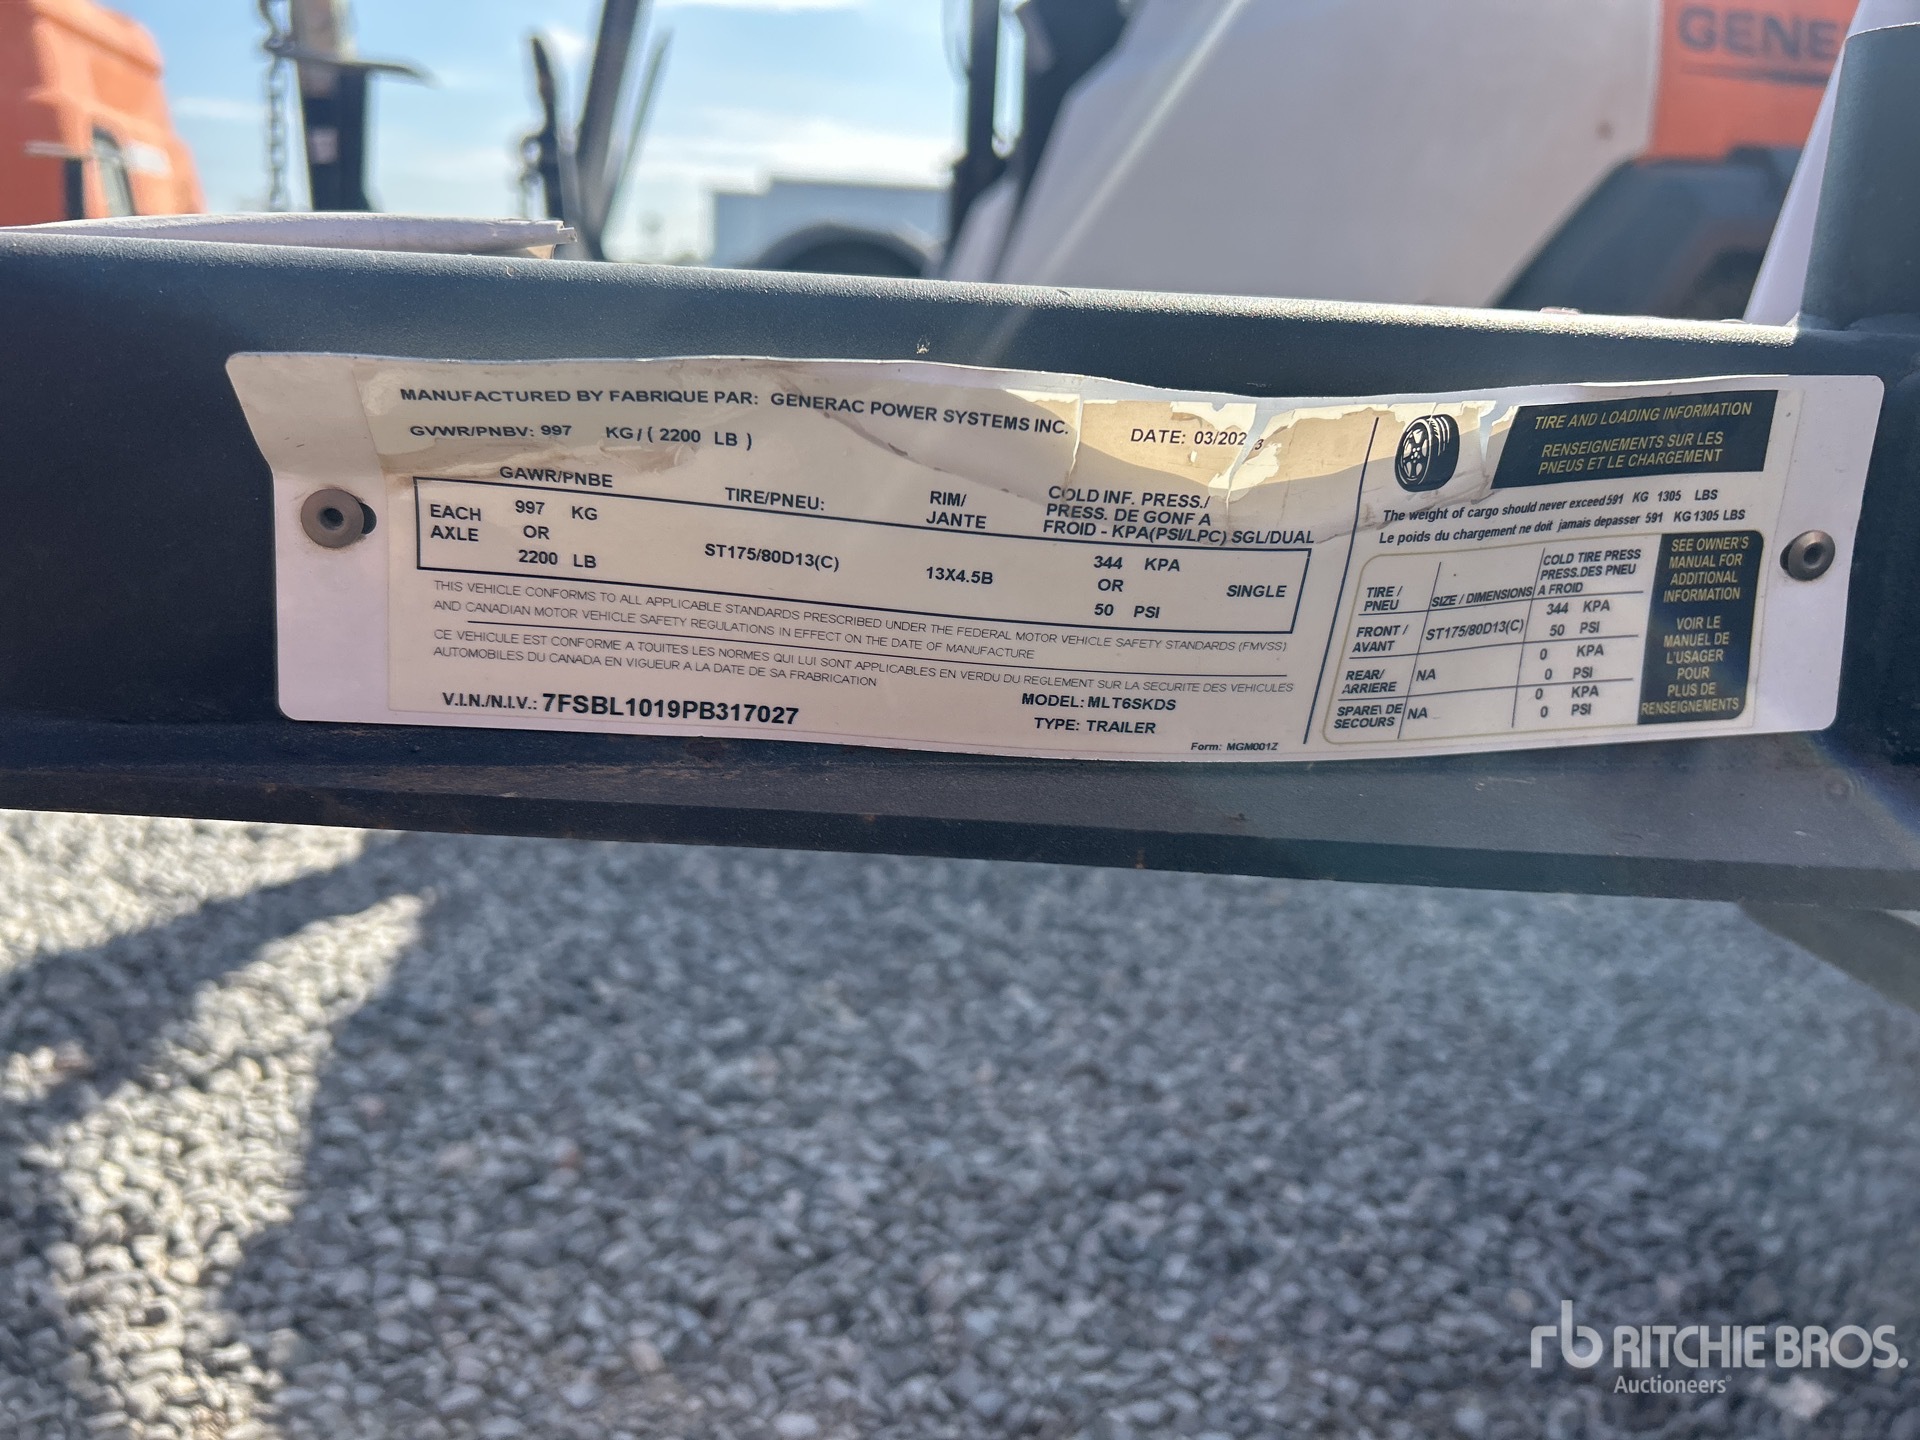 GENE
MANUFACTURED BY FABRIQUE PAR: GENERAC POWER SYSTEMS INC.
GVWR/PNBV: 997 KG/( 2200 LB )
DATE: 03/2023
GAWR/PNBE
TIRE/PNEU:
RIM/
JANTE
COLD INF. PRESS./
PRESS. DE GONF A
FROID - KPA(PSI/LPC) SGL/DUAL
EACH
AXLE
997 KG
OR
2200 LB
ST175/80D13(C)
13X4.5B
344 KPA
OR
50 PSI
SINGLE
THIS VEHICLE CONFORMS TO ALL APPLICABLE STANDARDS PRESCRIBED UNDER THE FEDERAL MOTOR VEHICLE SAFETY STANDARDS (FMVSS)
AND CANADIAN MOTOR VEHICLE SAFETY REGULATIONS IN EFFECT ON THE DATE OF MANUFACTURE
CE VEHICULE EST CONFORME A TOUITES LES NORMES QUI LUI SONT APPLICABLES EN VERDU DU REGLEMENT SUR LA SECURITE DES VEHICULES
AUTOMOBILES DU CANADA EN VIGUEUR A LA DATE DE SA FRABRICATION
V.I.N./N.I.V.: 7FSBL1019PB317027
MODEL: MLT6SKDS
TYPE: TRAILER
Form: MGM001Z
TIRE AND LOADING INFORMATION
RENSEIGNEMENTS SUR LES
PNEUS ET LE CHARGEMENT
The weight of cargo should never exceed 591 KG 1305 LBS
Le poids du chargement ne doit jamais depasser 591 KG 1305 LBS
TIRE /
PNEU
SIZE / DIMENSIONS
COLD TIRE PRESS
PRESS.DES PNEU
A FROID
FRONT /
AVANT
ST175/80D13(C)
344 KPA
50 PSI
REAR/
ARRIERE
NA
0 KPA
0 PSI
SPARE\ DE
SECOURS
NA
0 KPA
0 PSI
SEE OWNER'S
MANUAL FOR
ADDITIONAL
INFORMATION
VOIR LE
MANUEL DE
L'USAGER
POUR
PLUS DE
RENSEIGNEMENTS
rb RITCHIE BROS.
Auctioneers